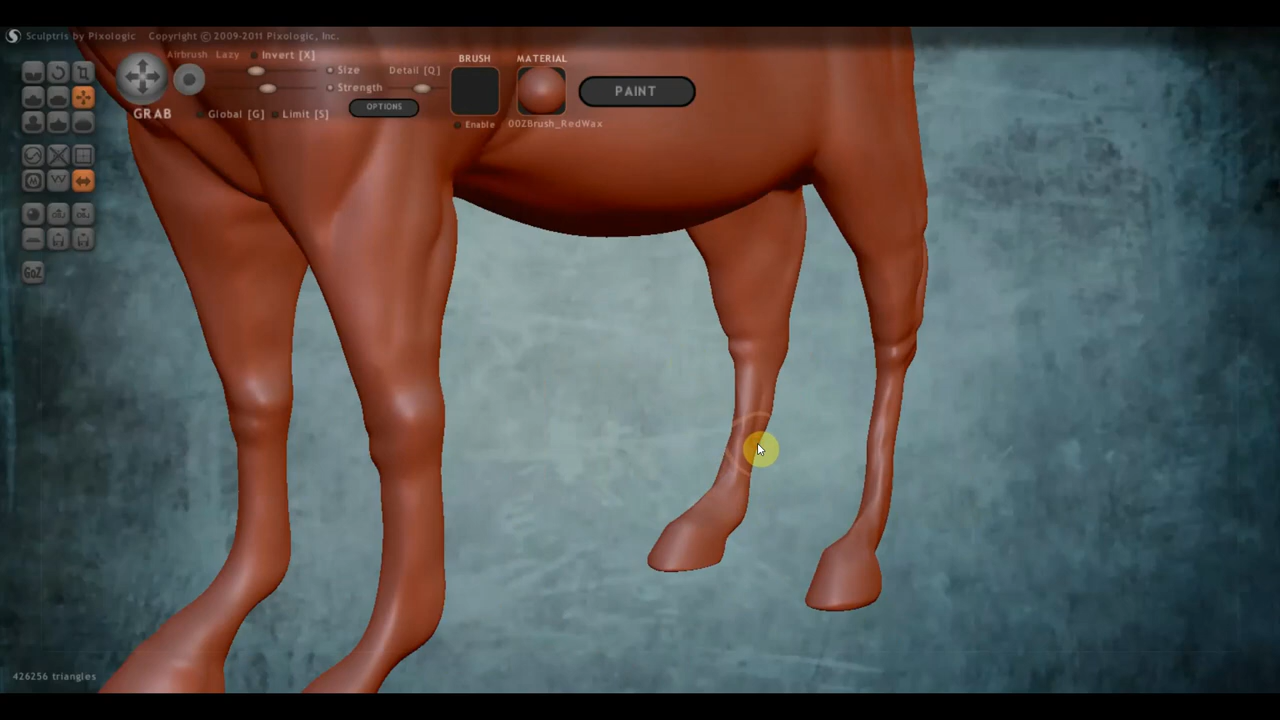 Sculptris by Pixologic Copyright © 2009-2011 Pixologic, Inc.
Airbrush Lazy Invert [X]
Size Detail [Q]
Strength
OPTIONS
GRAB Global [G] Limit [S]
BRUSH
Enable
MATERIAL
00ZBrush_RedWax
PAINT
GoZ
426256 triangles